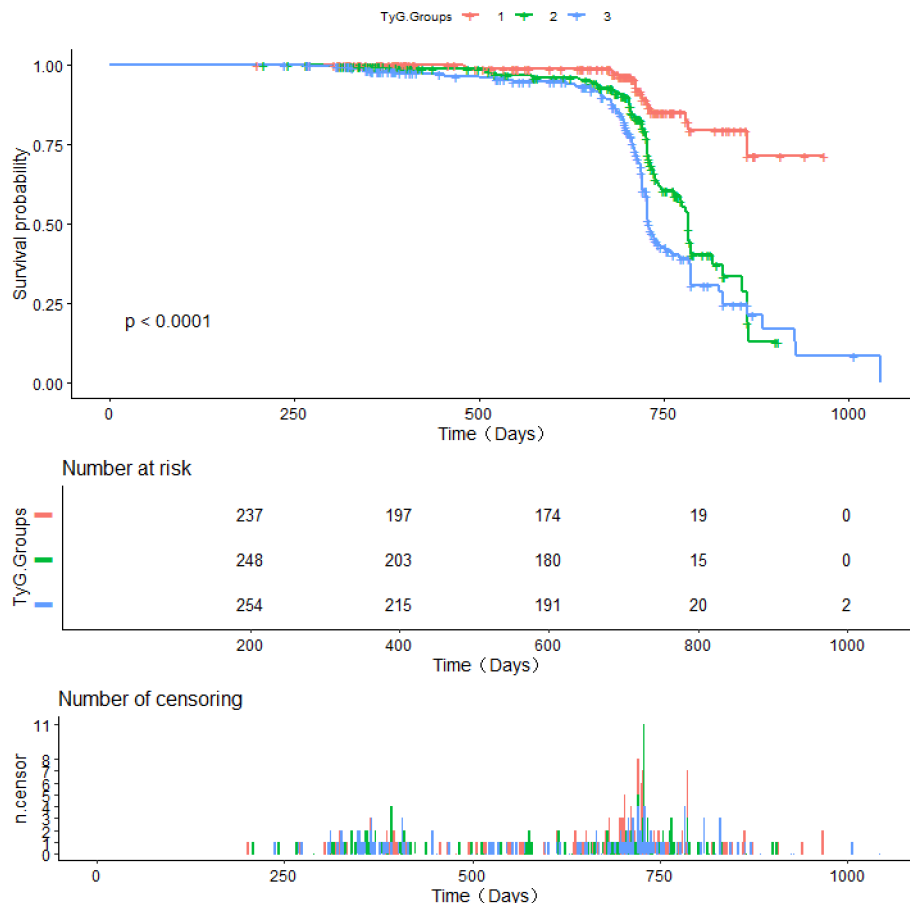 TyG.Groups 1 2 3
1.00
0.75
0.50
0.25
0.00
Survival probability
p < 0.0001
0 250 500 750 1000
Time（Days）
Number at risk
TyG.Groups
237 197 174 19 0
248 203 180 15 0
254 215 191 20 2
200 400 600 800 1000
Time（Days）
Number of censoring
n.censor
11
8
7
6
5
4
3
2
1
0
0 250 500 750 1000
Time（Days）